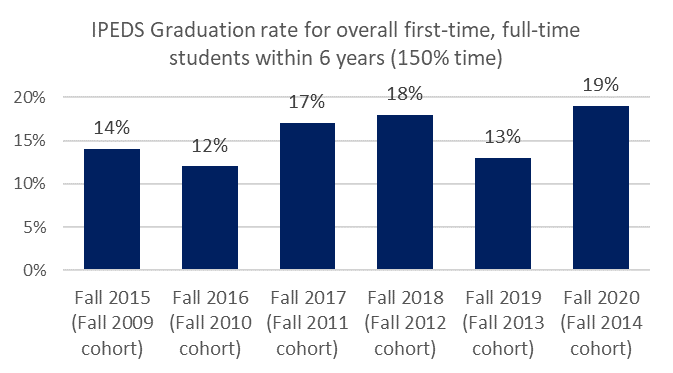 IPEDS Graduation rate for overall first-time, full-time
students within 6 years (150% time)
20%
15%
10%
5%
0%
14%
12%
17%
18%
13%
19%
Fall 2015
(Fall 2009
cohort)
Fall 2016
(Fall 2010
cohort)
Fall 2017
(Fall 2011
cohort)
Fall 2018
(Fall 2012
cohort)
Fall 2019
(Fall 2013
cohort)
Fall 2020
(Fall 2014
cohort)